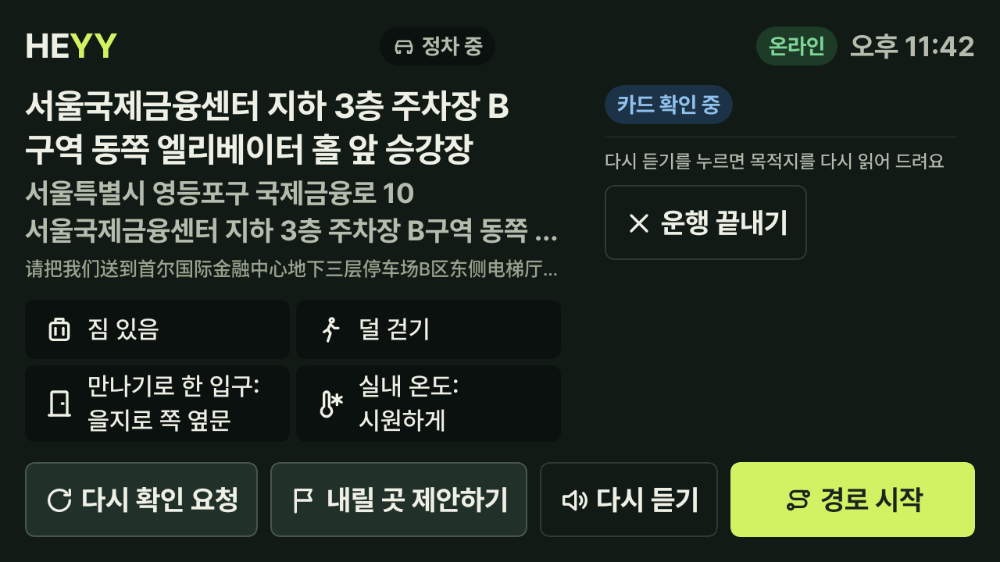 HEYY
정차 중
온라인
오후 11:42
서울국제금융센터 지하 3층 주차장 B
구역 동쪽 엘리베이터 홀 앞 승강장
서울특별시 영등포구 국제금융로 10
서울국제금융센터 지하 3층 주차장 B구역 동쪽 ...
请把我们送到首尔国际金融中心地下三层停车场B区东侧电梯厅...
카드 확인 중
다시 듣기를 누르면 목적지를 다시 읽어 드려요
운행 끝내기
짐 있음
덜 걷기
만나기로 한 입구:
을지로 쪽 옆문
실내 온도:
시원하게
다시 확인 요청
내릴 곳 제안하기
다시 듣기
경로 시작